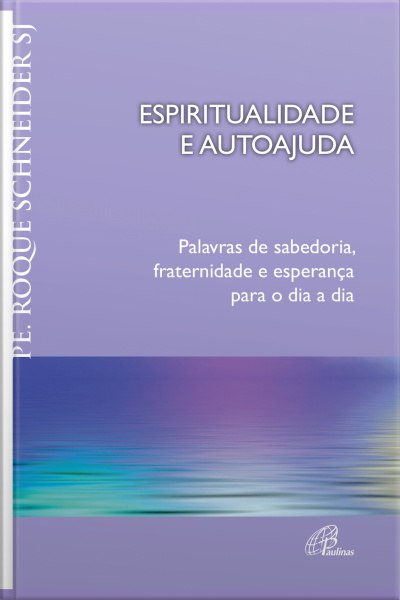 PE. ROQUE SCHNEIDER SJ
ESPIRITUALIDADE
E AUTOAJUDA
Palavras de sabedoria,
fraternidade e esperança
para o dia a dia
Paulinas